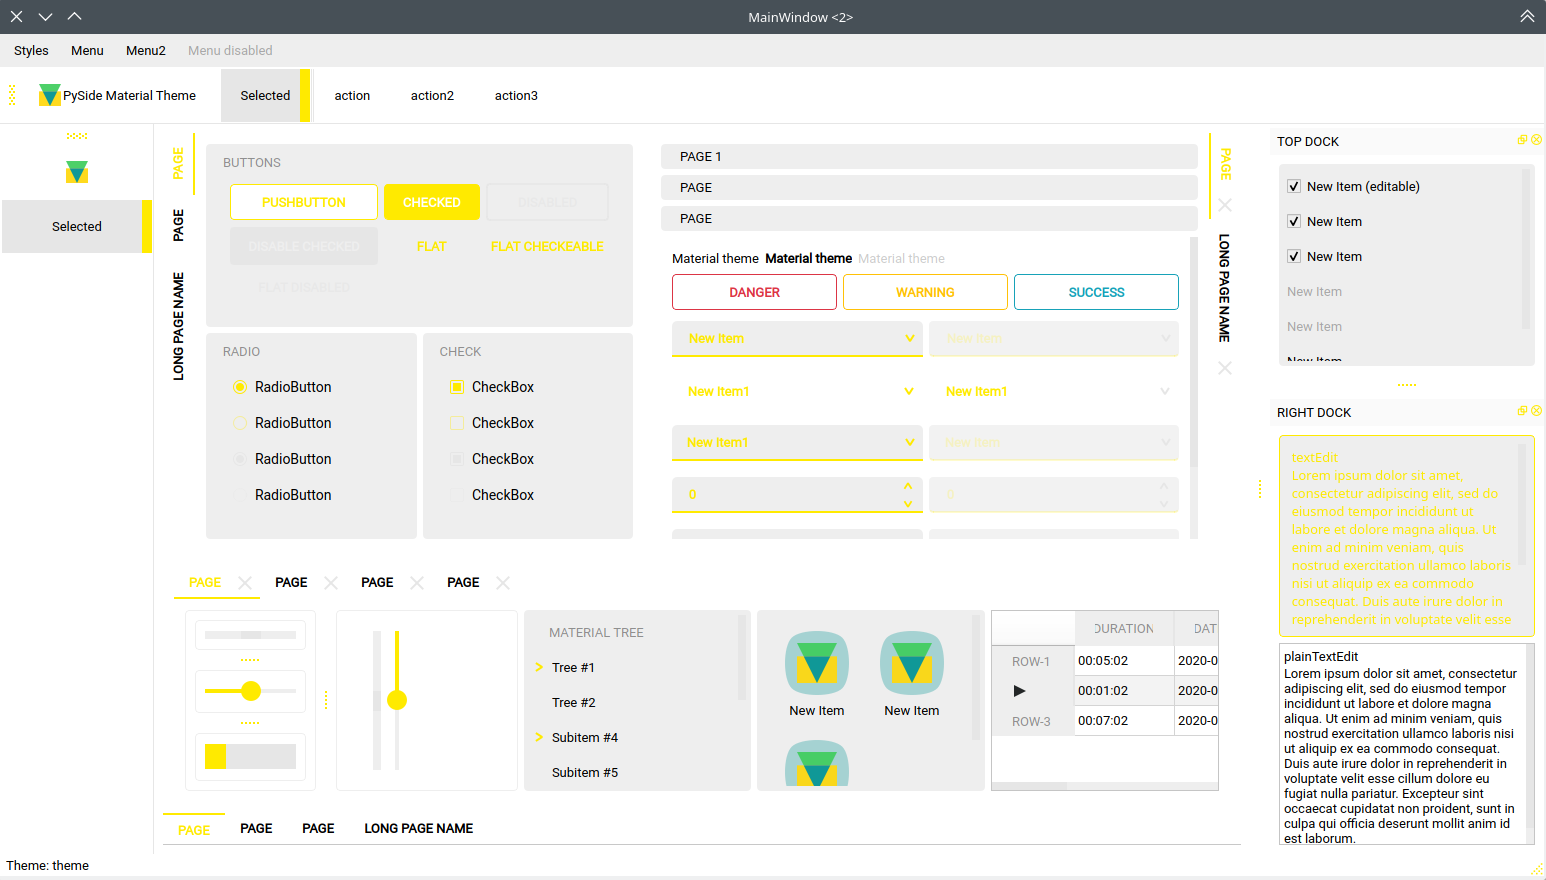 MainWindow <2>
Styles Menu Menu2 Menu disabled
PySide Material Theme Selected action action2 action3
Selected
PAGE
PAGE
LONG PAGE NAME
BUTTONS
PUSHBUTTON CHECKED DISABLED
DISABLE CHECKED FLAT FLAT CHECKEABLE
FLAT DISABLED
RADIO
RadioButton
RadioButton
RadioButton
RadioButton
CHECK
CheckBox
CheckBox
CheckBox
CheckBox
PAGE 1
PAGE
PAGE
Material theme Material theme Material theme
DANGER WARNING SUCCESS
New Item New Item
New Item1 New Item1
New Item1 New Item
0 0
PAGE
LONG PAGE NAME
TOP DOCK
New Item (editable)
New Item
New Item
New Item
New Item
New Item
RIGHT DOCK
textEdit
Lorem ipsum dolor sit amet,
consectetur adipiscing elit, sed do
eiusmod tempor incididunt ut
labore et dolore magna aliqua. Ut
enim ad minim veniam, quis
nostrud exercitation ullamco laboris
nisi ut aliquip ex ea commodo
consequat. Duis aute irure dolor in
reprehenderit in voluptate velit esse
plainTextEdit
Lorem ipsum dolor sit amet, consectetur
adipiscing elit, sed do eiusmod tempor
incididunt ut labore et dolore magna
aliqua. Ut enim ad minim veniam, quis
nostrud exercitation ullamco laboris nisi
ut aliquip ex ea commodo consequat.
Duis aute irure dolor in reprehenderit in
voluptate velit esse cillum dolore eu
fugiat nulla pariatur. Excepteur sint
occaecat cupidatat non proident, sunt in
culpa qui officia deserunt mollit anim id
est laborum.
PAGE PAGE PAGE PAGE
MATERIAL TREE
Tree #1
Tree #2
Subitem #4
Subitem #5
New Item New Item
DURATION DAT
ROW-1 00:05:02 2020-0
00:01:02 2020-0
ROW-3 00:07:02 2020-0
PAGE PAGE PAGE LONG PAGE NAME
Theme: theme